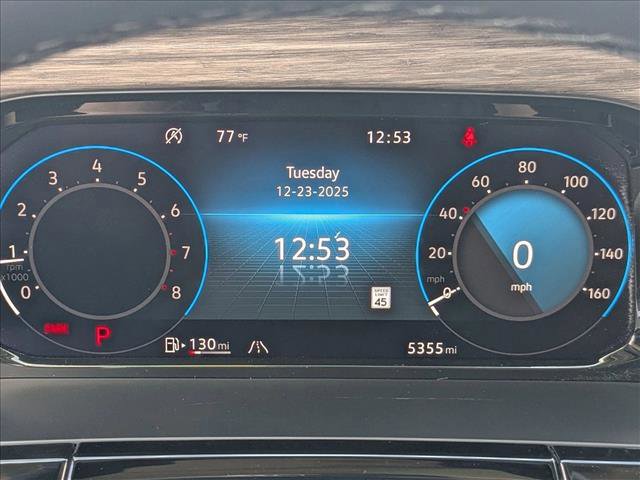 77 °F
12:53
Tuesday
12-23-2025
12:53
SPEED
LIMIT
45
0
1
2
3
4
5
6
7
8
rpm
x1000
PARK
P
0
20
40
60
80
100
120
140
160
mph
0
mph
130 mi
5355 mi